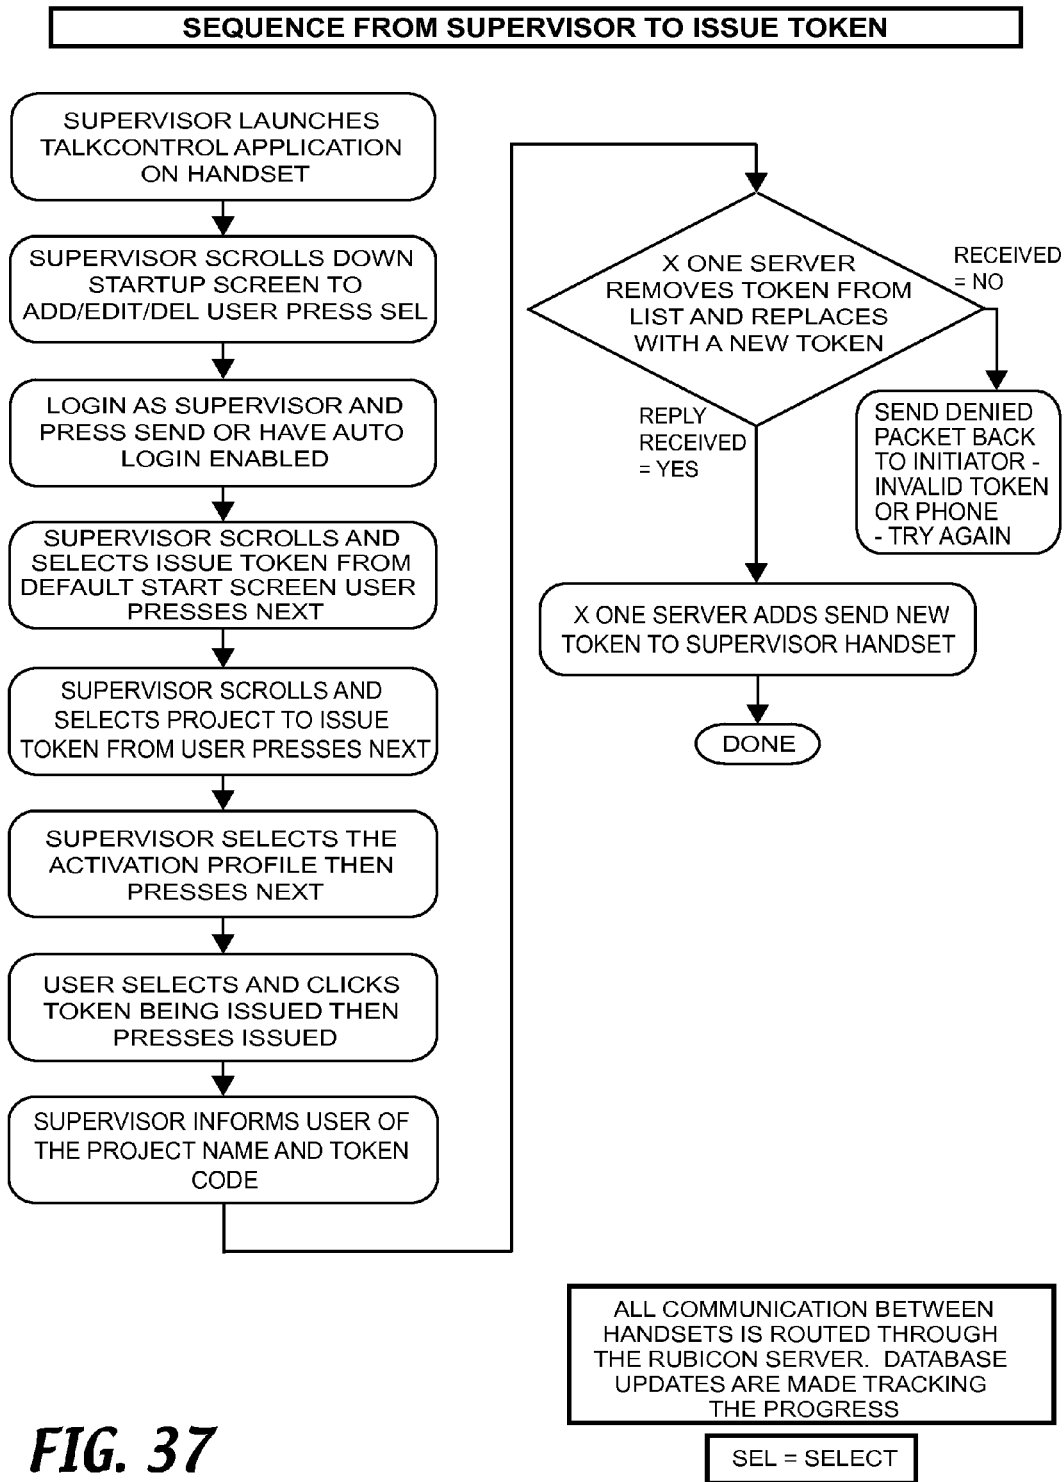 SEQUENCE FROM SUPERVISOR TO ISSUE TOKEN
SUPERVISOR LAUNCHES
TALKCONTROL APPLICATION
ON HANDSET
SUPERVISOR SCROLLS DOWN
STARTUP SCREEN TO
ADD/EDIT/DEL USER PRESS SEL
LOGIN AS SUPERVISOR AND
PRESS SEND OR HAVE AUTO
LOGIN ENABLED
SUPERVISOR SCROLLS AND
SELECTS ISSUE TOKEN FROM
DEFAULT START SCREEN USER
PRESSES NEXT
SUPERVISOR SCROLLS AND
SELECTS PROJECT TO ISSUE
TOKEN FROM USER PRESSES NEXT
SUPERVISOR SELECTS THE
ACTIVATION PROFILE THEN
PRESSES NEXT
USER SELECTS AND CLICKS
TOKEN BEING ISSUED THEN
PRESSES ISSUED
SUPERVISOR INFORMS USER OF
THE PROJECT NAME AND TOKEN
CODE
X ONE SERVER
REMOVES TOKEN FROM
LIST AND REPLACES
WITH A NEW TOKEN
RECEIVED
= NO
SEND DENIED
PACKET BACK
TO INITIATOR -
INVALID TOKEN
OR PHONE
- TRY AGAIN
REPLY
RECEIVED
= YES
X ONE SERVER ADDS SEND NEW
TOKEN TO SUPERVISOR HANDSET
DONE
ALL COMMUNICATION BETWEEN
HANDSETS IS ROUTED THROUGH
THE RUBICON SERVER. DATABASE
UPDATES ARE MADE TRACKING
THE PROGRESS
SEL = SELECT
FIG. 37